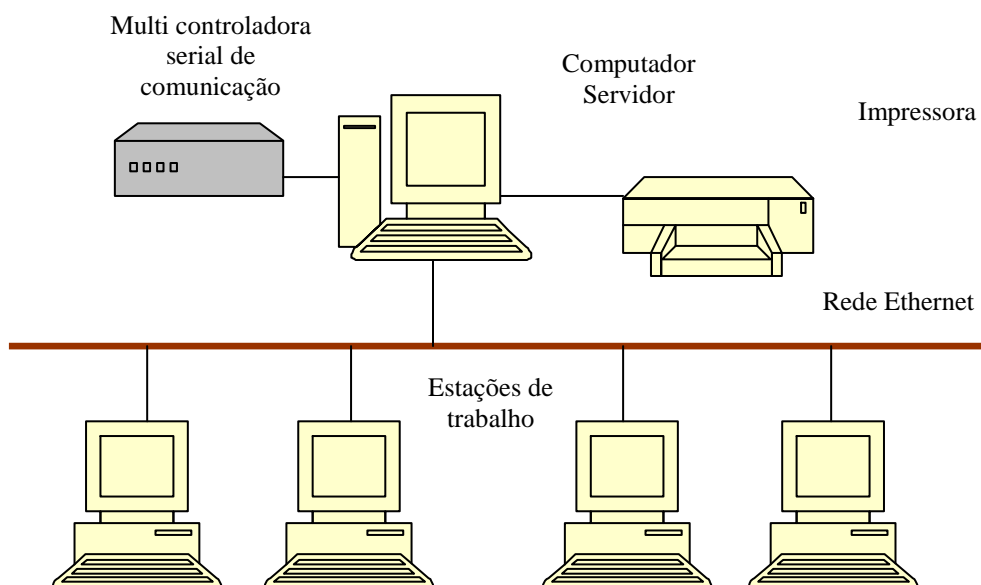 Multi controladora
serial de
comunicação
Computador
Servidor
Impressora
Rede Ethernet
Estações de
trabalho